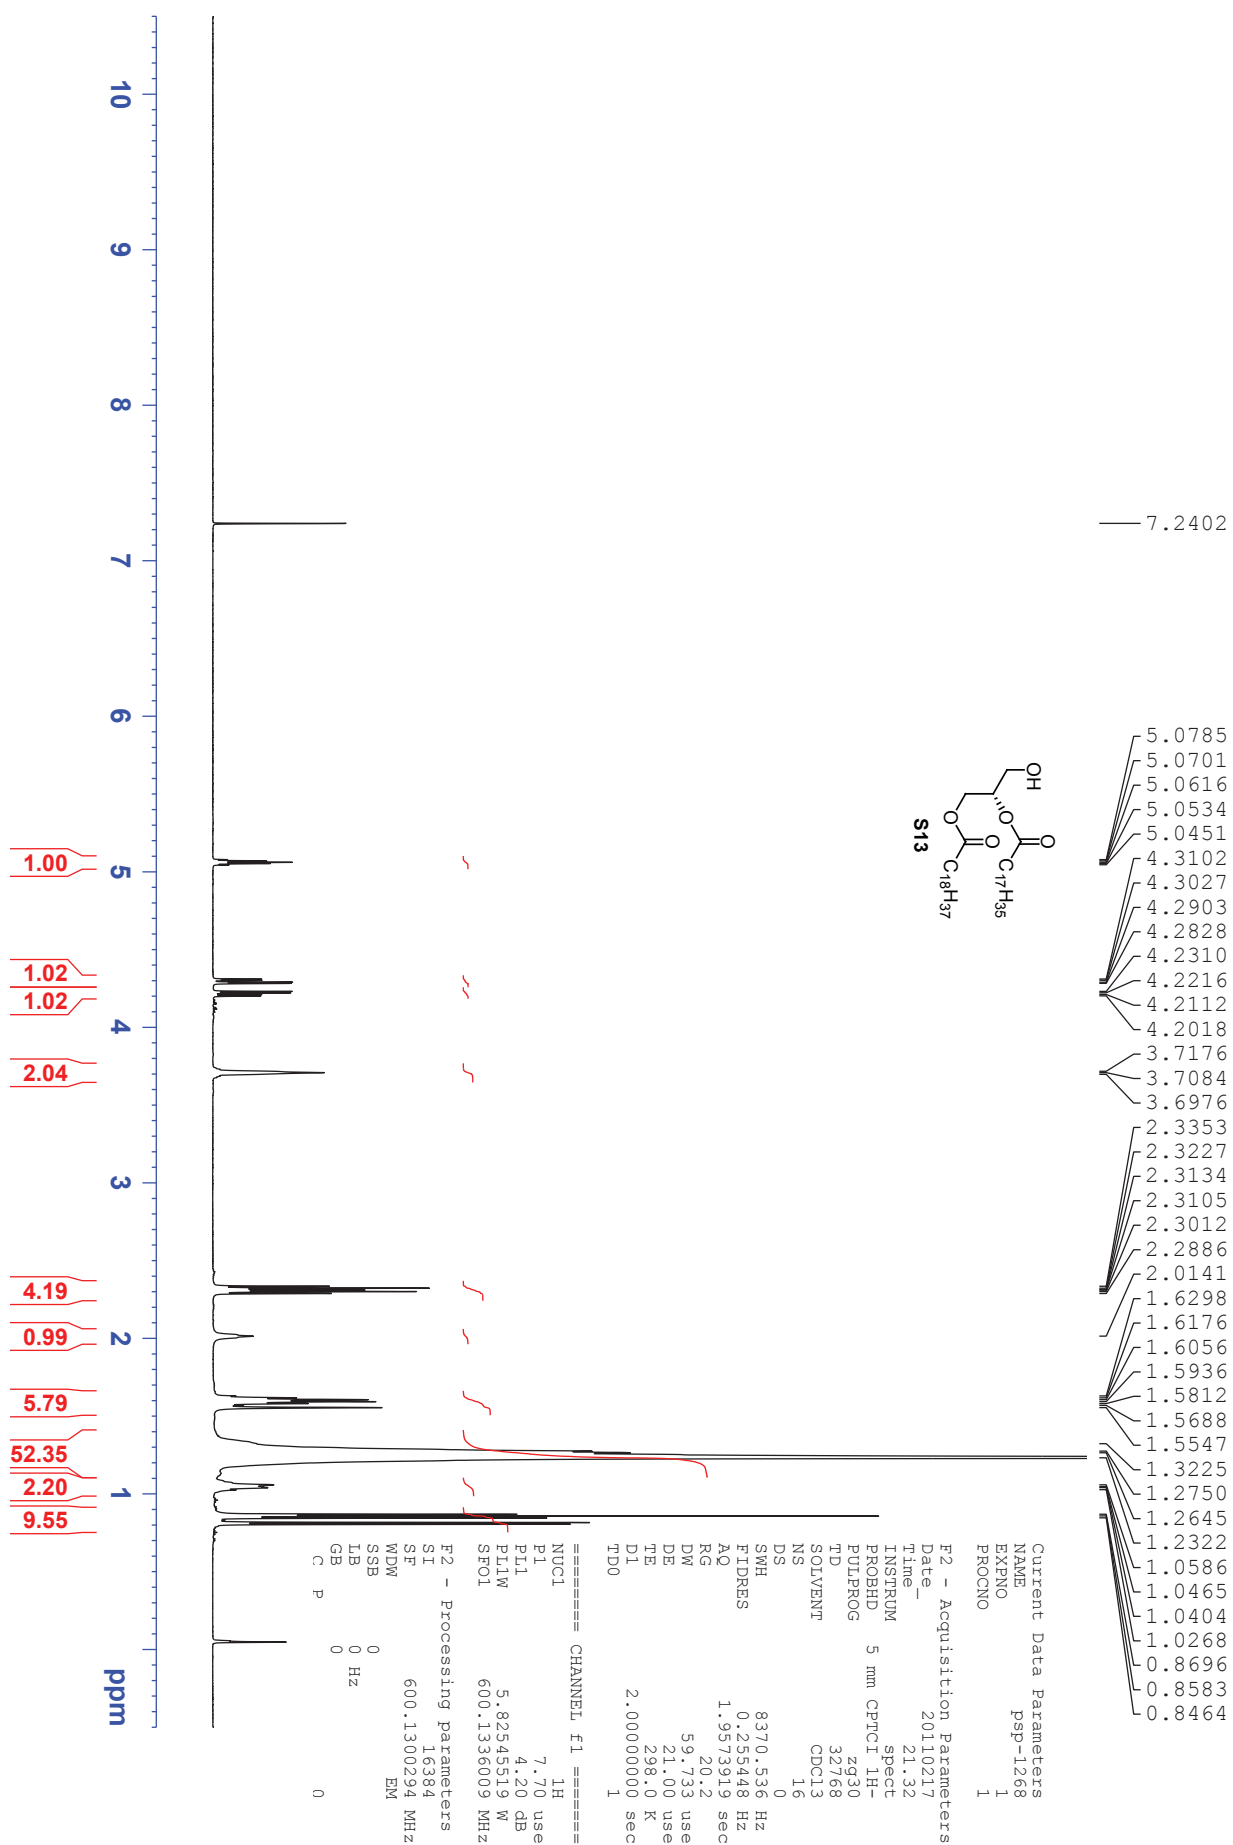 7.2402
5.0785
5.0701
5.0616
5.0534
5.0451
4.3102
4.3027
4.2903
4.2828
4.2310
4.2216
4.2112
4.2018
3.7176
3.7084
3.6976
2.3353
2.3227
2.3134
2.3105
2.3012
2.2886
2.0141
1.6298
1.6176
1.6056
1.5936
1.5812
1.5688
1.5547
1.3225
1.2750
1.2645
1.2322
1.0586
1.0465
1.0404
1.0268
0.8696
0.8583
0.8464
OH
O
O
C17H35
O
O
C18H37
S13
Current Data Parameters
NAME psp-1268
EXPNO 1
PROCNO 1
F2 - Acquisition Parameters
Date_ 20110217
Time_ 21.32
INSTRUM spect
PROBHD 5 mm CPTCI 1H-
PULPROG zg30
TD 32768
SOLVENT CDCl3
NS 16
DS 0
SWH 8370.536 Hz
FIDRES 0.255448 Hz
AQ 1.9573919 sec
RG 20.2
DW 59.733 use
DE 21.00 use
TE 298.0 K
D1 2.00000000 sec
TD0 1
======== CHANNEL f1 ========
NUC1 1H
P1 7.70 use
PL1 4.20 dB
PL1W 5.82545519 W
SFO1 600.1336009 MHz
F2 - Processing parameters
SI 16384
SF 600.1300294 MHz
WDW EM
SSB 0
LB 0 Hz
GB 0
C P 0
10 9 8 7 6 5 4 3 2 1 ppm
1.00
1.02
1.02
2.04
4.19
0.99
5.79
52.35
2.20
9.55